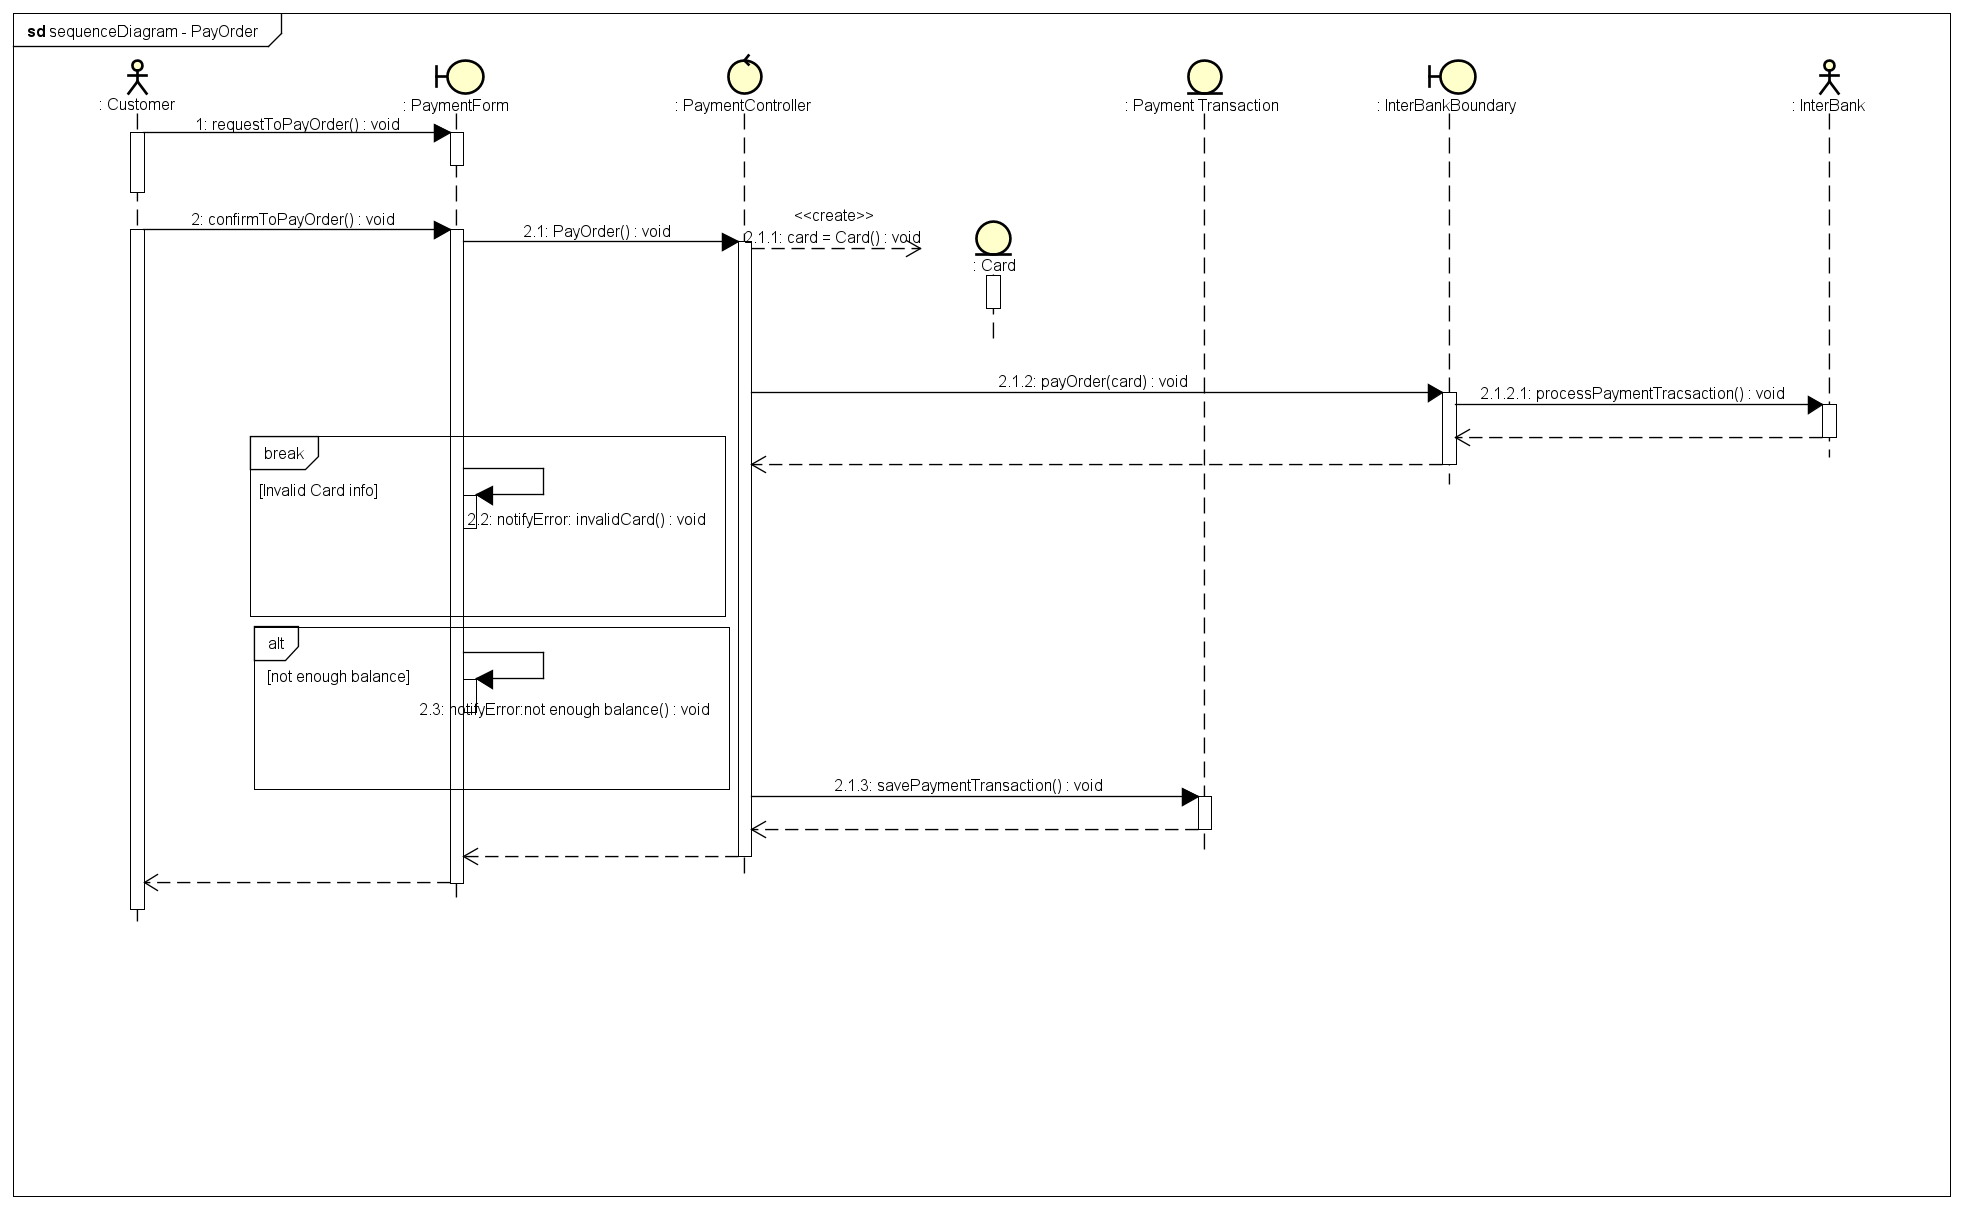 sd sequenceDiagram - PayOrder
: Customer
: PaymentForm
: PaymentController
: Payment Transaction
: InterBankBoundary
: InterBank
1: requestToPayOrder() : void
2: confirmToPayOrder() : void
2.1: PayOrder() : void
<<create>>
2.1.1: card = Card() : void
: Card
2.1.2: payOrder(card) : void
2.1.2.1: processPaymentTracsaction() : void
break
[Invalid Card info]
2.2: notifyError: invalidCard() : void
alt
[not enough balance]
2.3: notifyError:not enough balance() : void
2.1.3: savePaymentTransaction() : void